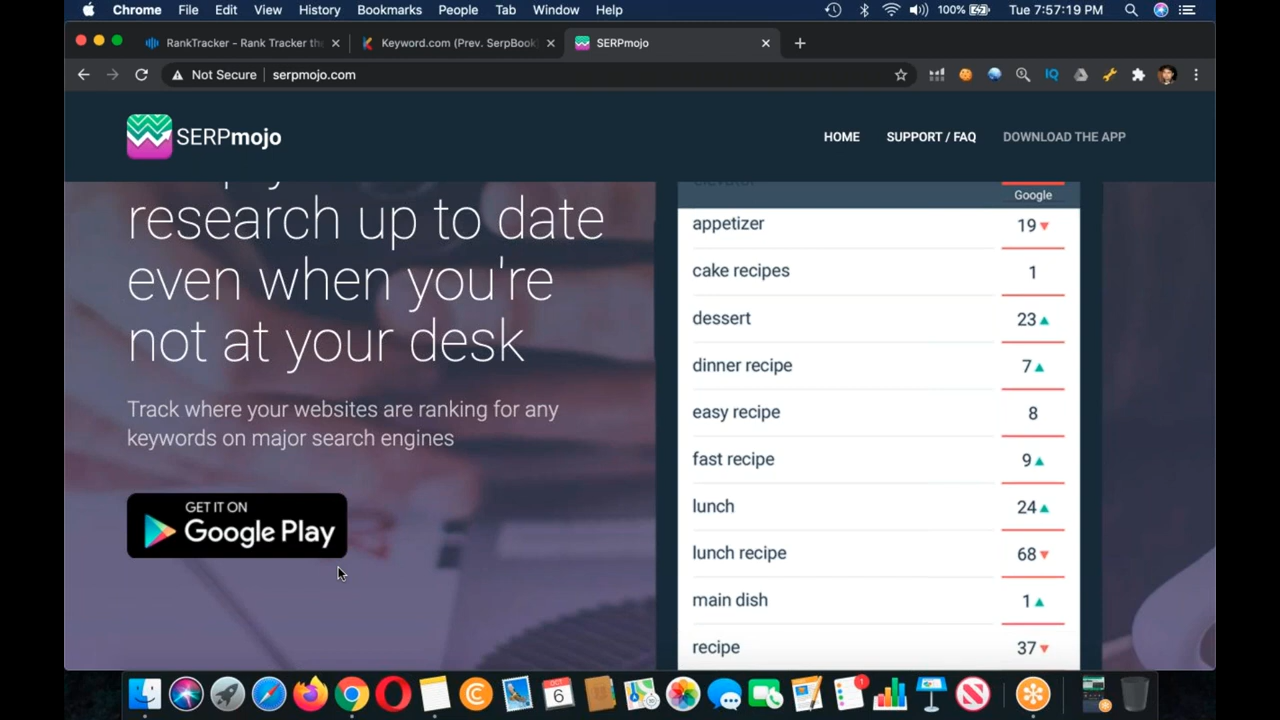 Chrome File Edit View History Bookmarks People Tab Window Help 100% Tue 7:57:19 PM
RankTracker - Rank Tracker th
Keyword.com (Prev. SerpBook
SERPmojo
Not Secure serpmojo.com
IQ
SERPmojo
HOME SUPPORT / FAQ DOWNLOAD THE APP
research up to date
even when you're
not at your desk
Track where your websites are ranking for any
keywords on major search engines
GET IT ON
Google Play
Google
appetizer 19
cake recipes 1
dessert 23
dinner recipe 7
easy recipe 8
fast recipe 9
lunch 24
lunch recipe 68
main dish 1
recipe 37
OCT
6
1